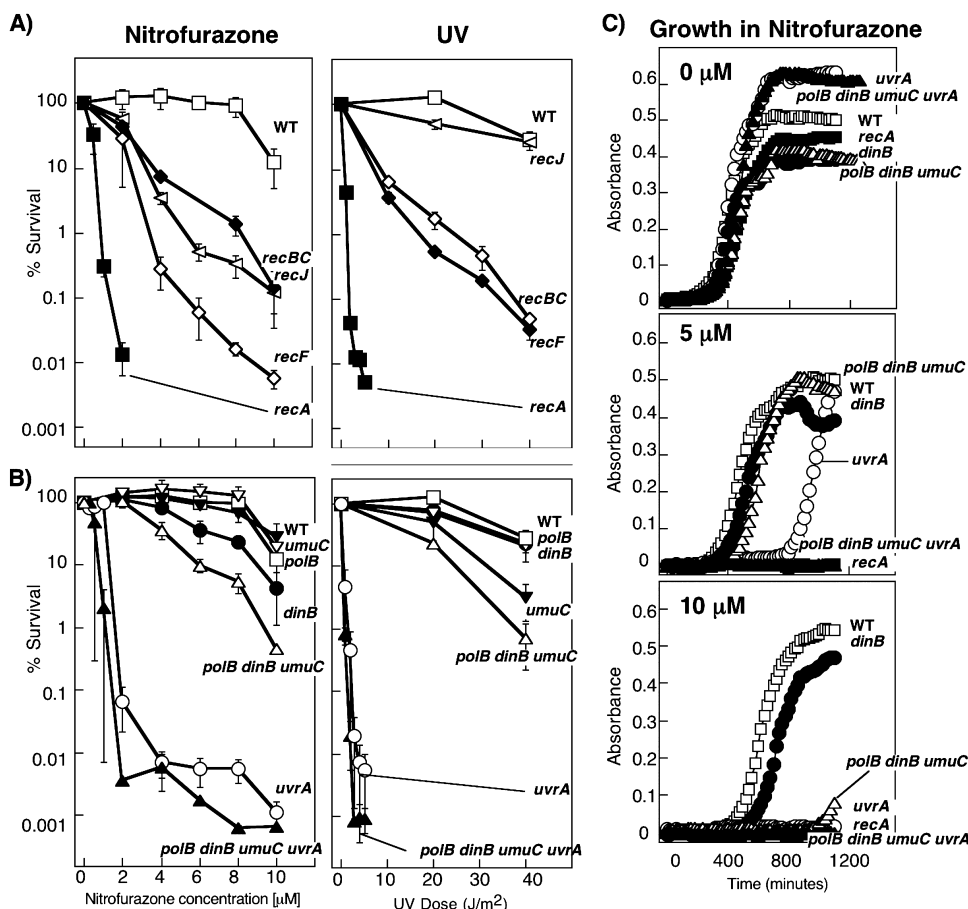 A)
Nitrofurazone
UV
% Survival
100
10
1
0.1
0.01
0.001
WT
recBC
recJ
recF
recA
WT
recJ
recBC
recF
recA
B)
% Survival
100
10
1
0.1
0.01
0.001
WT
umuC
polB
dinB
polB dinB umuC
uvrA
polB dinB umuC uvrA
0 2 4 6 8 10
Nitrofurazone concentration [µM]
WT
polB
dinB
umuC
polB dinB umuC
uvrA
polB dinB umuC uvrA
0 20 30 40
UV Dose (J/m2)
C)
Growth in Nitrofurazone
0 µM
Absorbance
0.6
0.5
0.4
0.3
0.2
0.1
0
uvrA
polB dinB umuC uvrA
WT
recA
dinB
polB dinB umuC
5 µM
Absorbance
0.6
0.5
0.4
0.3
0.2
0.1
0
polB dinB umuC
WT
dinB
uvrA
polB dinB umuC uvrA
recA
10 µM
Absorbance
0.6
0.5
0.4
0.3
0.2
0.1
0
WT
dinB
polB dinB umuC
uvrA
recA
polB dinB umuC uvrA
0 400 800 1200
Time (minutes)